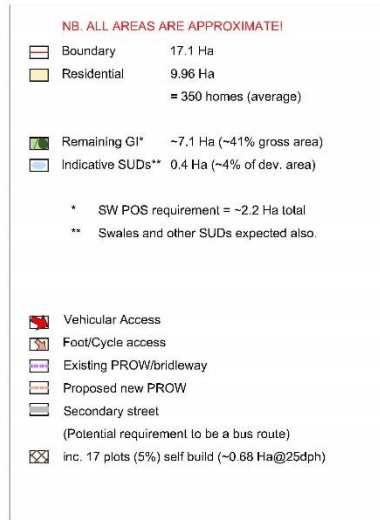 NB. ALL AREAS ARE APPROXIMATE!
Boundary 17.1 Ha
Residential 9.96 Ha
= 350 homes (average)
Remaining GI* ~7.1 Ha (~41% gross area)
Indicative SUDs** 0.4 Ha (~4% of dev. area)
* SW POS requirement = ~2.2 Ha total
** Swales and other SUDs expected also.
Vehicular Access
Foot/Cycle access
Existing PROW/bridleway
Proposed new PROW
Secondary street
(Potential requirement to be a bus route)
inc. 17 plots (5%) self build (~0.68 Ha@25dph)